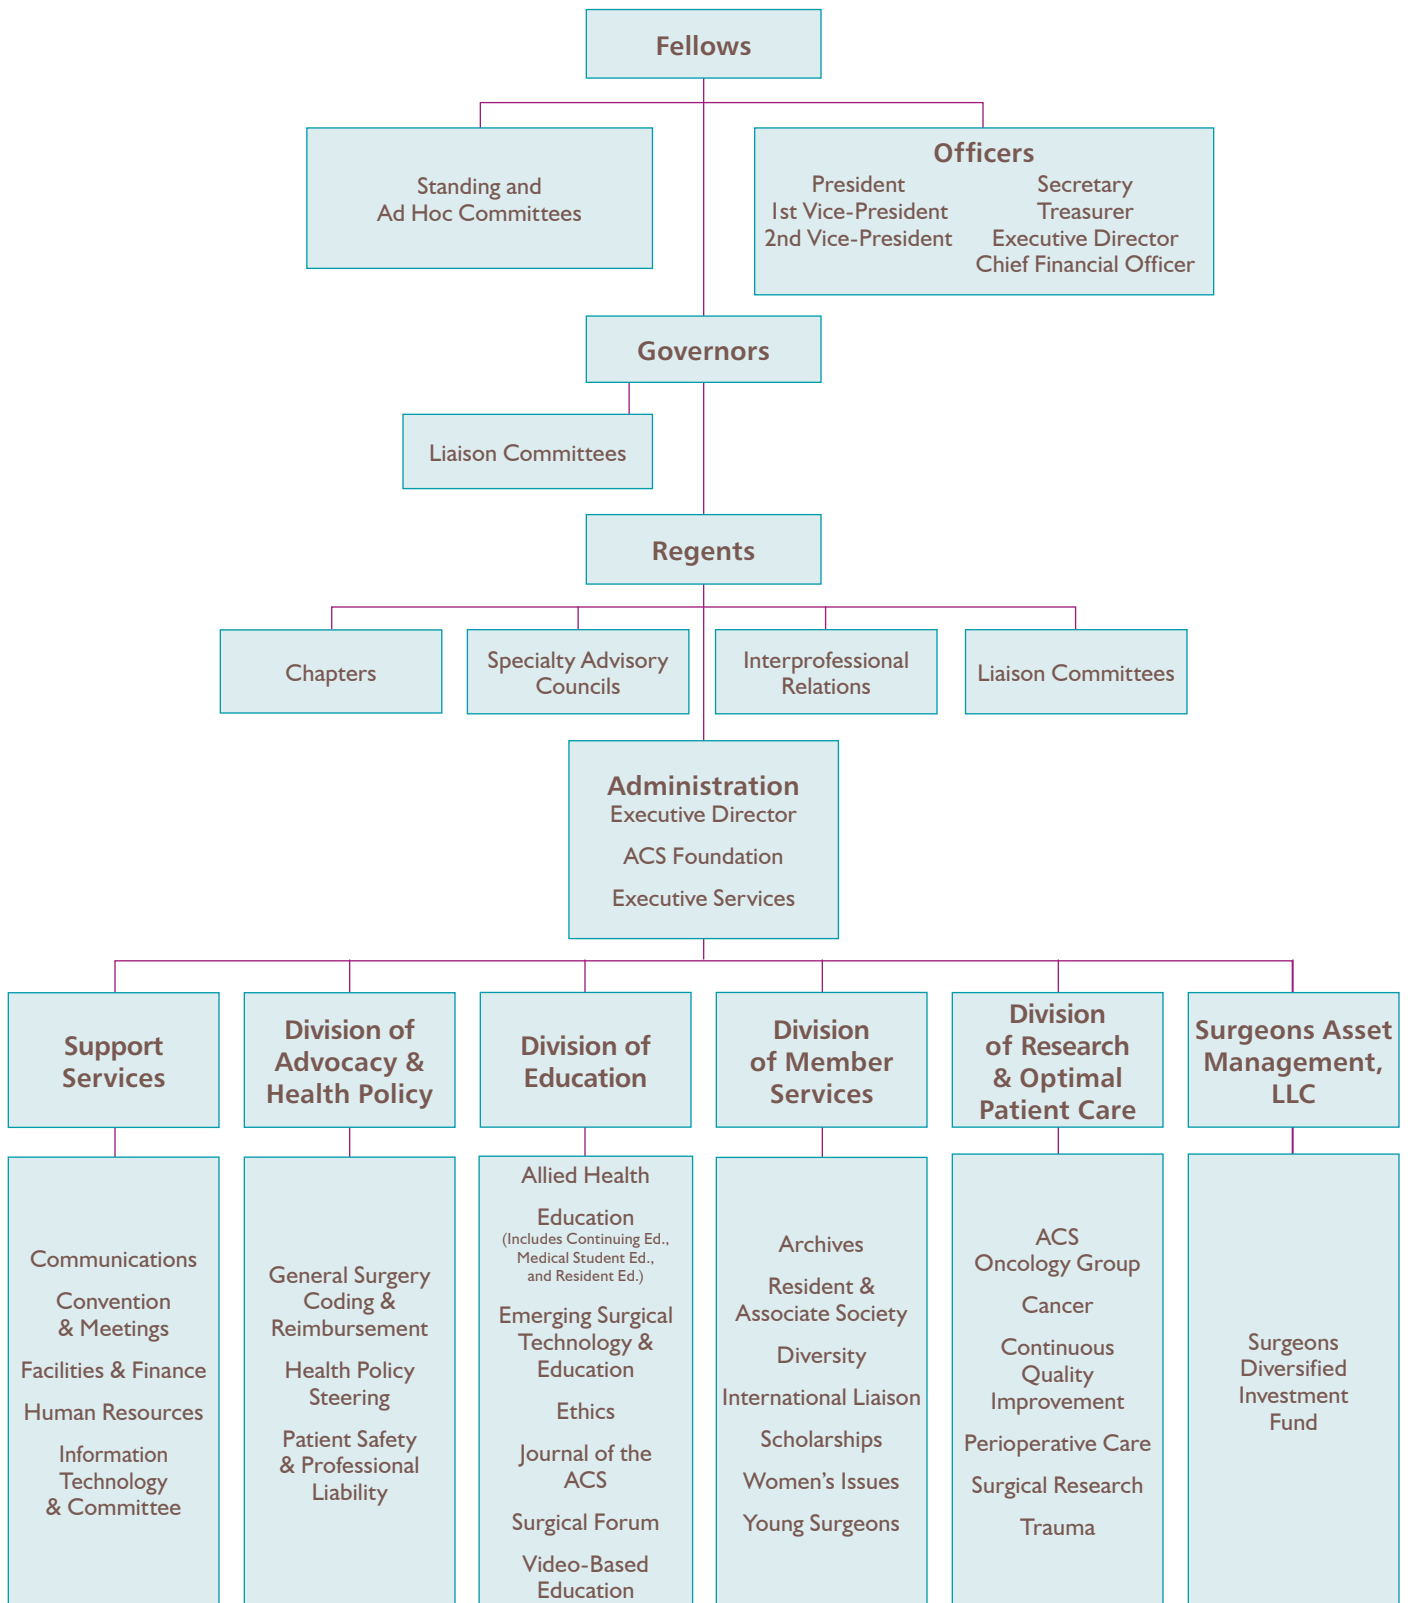 Fellows
Standing and
Ad Hoc Committees
Officers
President
1st Vice-President
2nd Vice-President
Secretary
Treasurer
Executive Director
Chief Financial Officer
Governors
Liaison Committees
Regents
Chapters
Specialty Advisory
Councils
Interprofessional
Relations
Liaison Committees
Administration
Executive Director
ACS Foundation
Executive Services
Support
Services
Division of
Advocacy &
Health Policy
Division of
Education
Division
of Member
Services
Division
of Research
& Optimal
Patient Care
Surgeons Asset
Management,
LLC
Communications
Convention
& Meetings
Facilities & Finance
Human Resources
Information
Technology
& Committee
General Surgery
Coding &
Reimbursement
Health Policy
Steering
Patient Safety
& Professional
Liability
Allied Health
Education
(Includes Continuing Ed.,
Medical Student Ed.,
and Resident Ed.)
Emerging Surgical
Technology &
Education
Ethics
Journal of the
ACS
Surgical Forum
Video-Based
Education
Archives
Resident &
Associate Society
Diversity
International Liaison
Scholarships
Women's Issues
Young Surgeons
ACS
Oncology Group
Cancer
Continuous
Quality
Improvement
Perioperative Care
Surgical Research
Trauma
Surgeons
Diversified
Investment
Fund